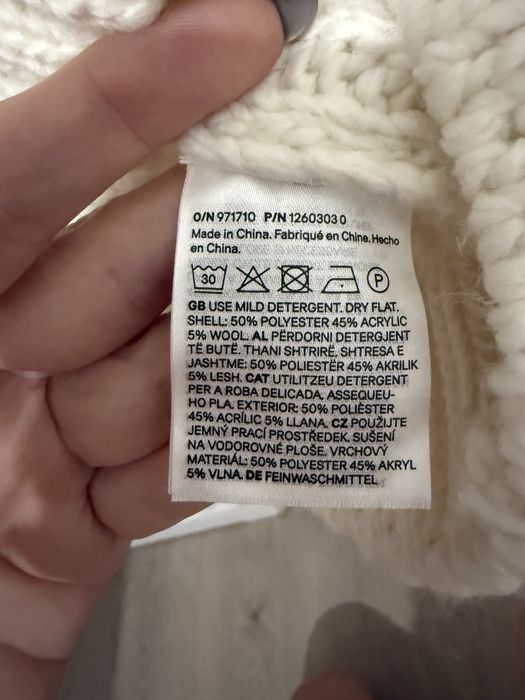 O/N 971710 P/N 1260303 0
Made in China. Fabriqué en Chine. Hecho
en China.
30 P
GB USE MILD DETERGENT. DRY FLAT.
SHELL: 50% POLYESTER 45% ACRYLIC
5% WOOL. AL PËRDORNI DETERGJENT
TË BUTË. THANI SHTRIRË, SHTRESA E
JASHTME: 50% POLIESTËR 45% AKRILIK
5% LESH. CAT UTILITZEU DETERGENT
PER A ROBA DELICADA. ASSEQUEU-
HO PLA. EXTERIOR: 50% POLIÈSTER
45% ACRÍLIC 5% LLANA. CZ POUŽIJTE
JEMNÝ PRACÍ PROSTŘEDEK. SUŠENÍ
NA VODOROVNÉ PLOŠE. VRCHOVÝ
MATERIÁL: 50% POLYESTER 45% AKRYL
5% VLNA. DE FEINWASCHMITTEL